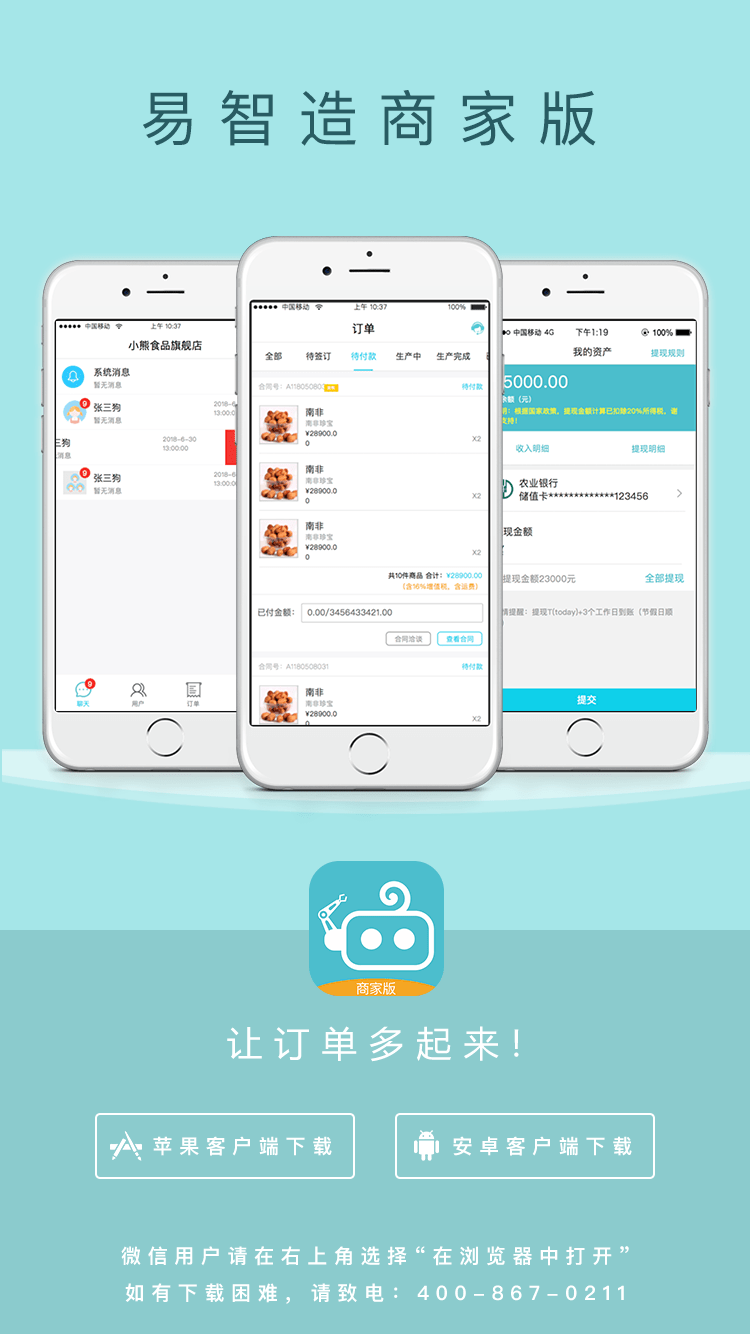 易智造商家版
中国移动
上午 10:37
小熊食品旗舰店
系统消息
暂无消息
9
张三狗
暂无消息
2018-6
13:00:0
三狗
消息
2018-6-30
13:00:00
9
张三狗
暂无消息
2018-6
13:00:0
9
聊天
用户
订单
中国移动
上午 10:37
100%
订单
全部
待签订
待付款
生产中
生产完成
合同号：A118050803
待付款
南非
南非珍宝
¥28900.0
0
X2
南非
南非珍宝
¥28900.0
0
X2
南非
南非珍宝
¥28900.0
0
X2
共10件商品 合计：¥28900.00
（含16%增值税，含运费）
已付金额：
0.00/3456433421.00
合同洽谈
查看合同
合同号：A1180508031
待付款
南非
南非珍宝
¥28900.0
0
X2
中国移动 4G
下午1:19
100%
我的资产
提现规则
5000.00
余额（元）
明：根据国家政策，提现金额计算已扣除20%所得税，谢
支持！
收入明细
提现明细
农业银行
储值卡*************123456
现金额
提现金额23000元
全部提现
情提醒：提现T(today)+3个工作日到账（节假日顺
提交
商家版
让订单多起来!
苹果客户端下载
安卓客户端下载
微信用户请在右上角选择“在浏览器中打开”
如有下载困难，请致电：400-867-0211